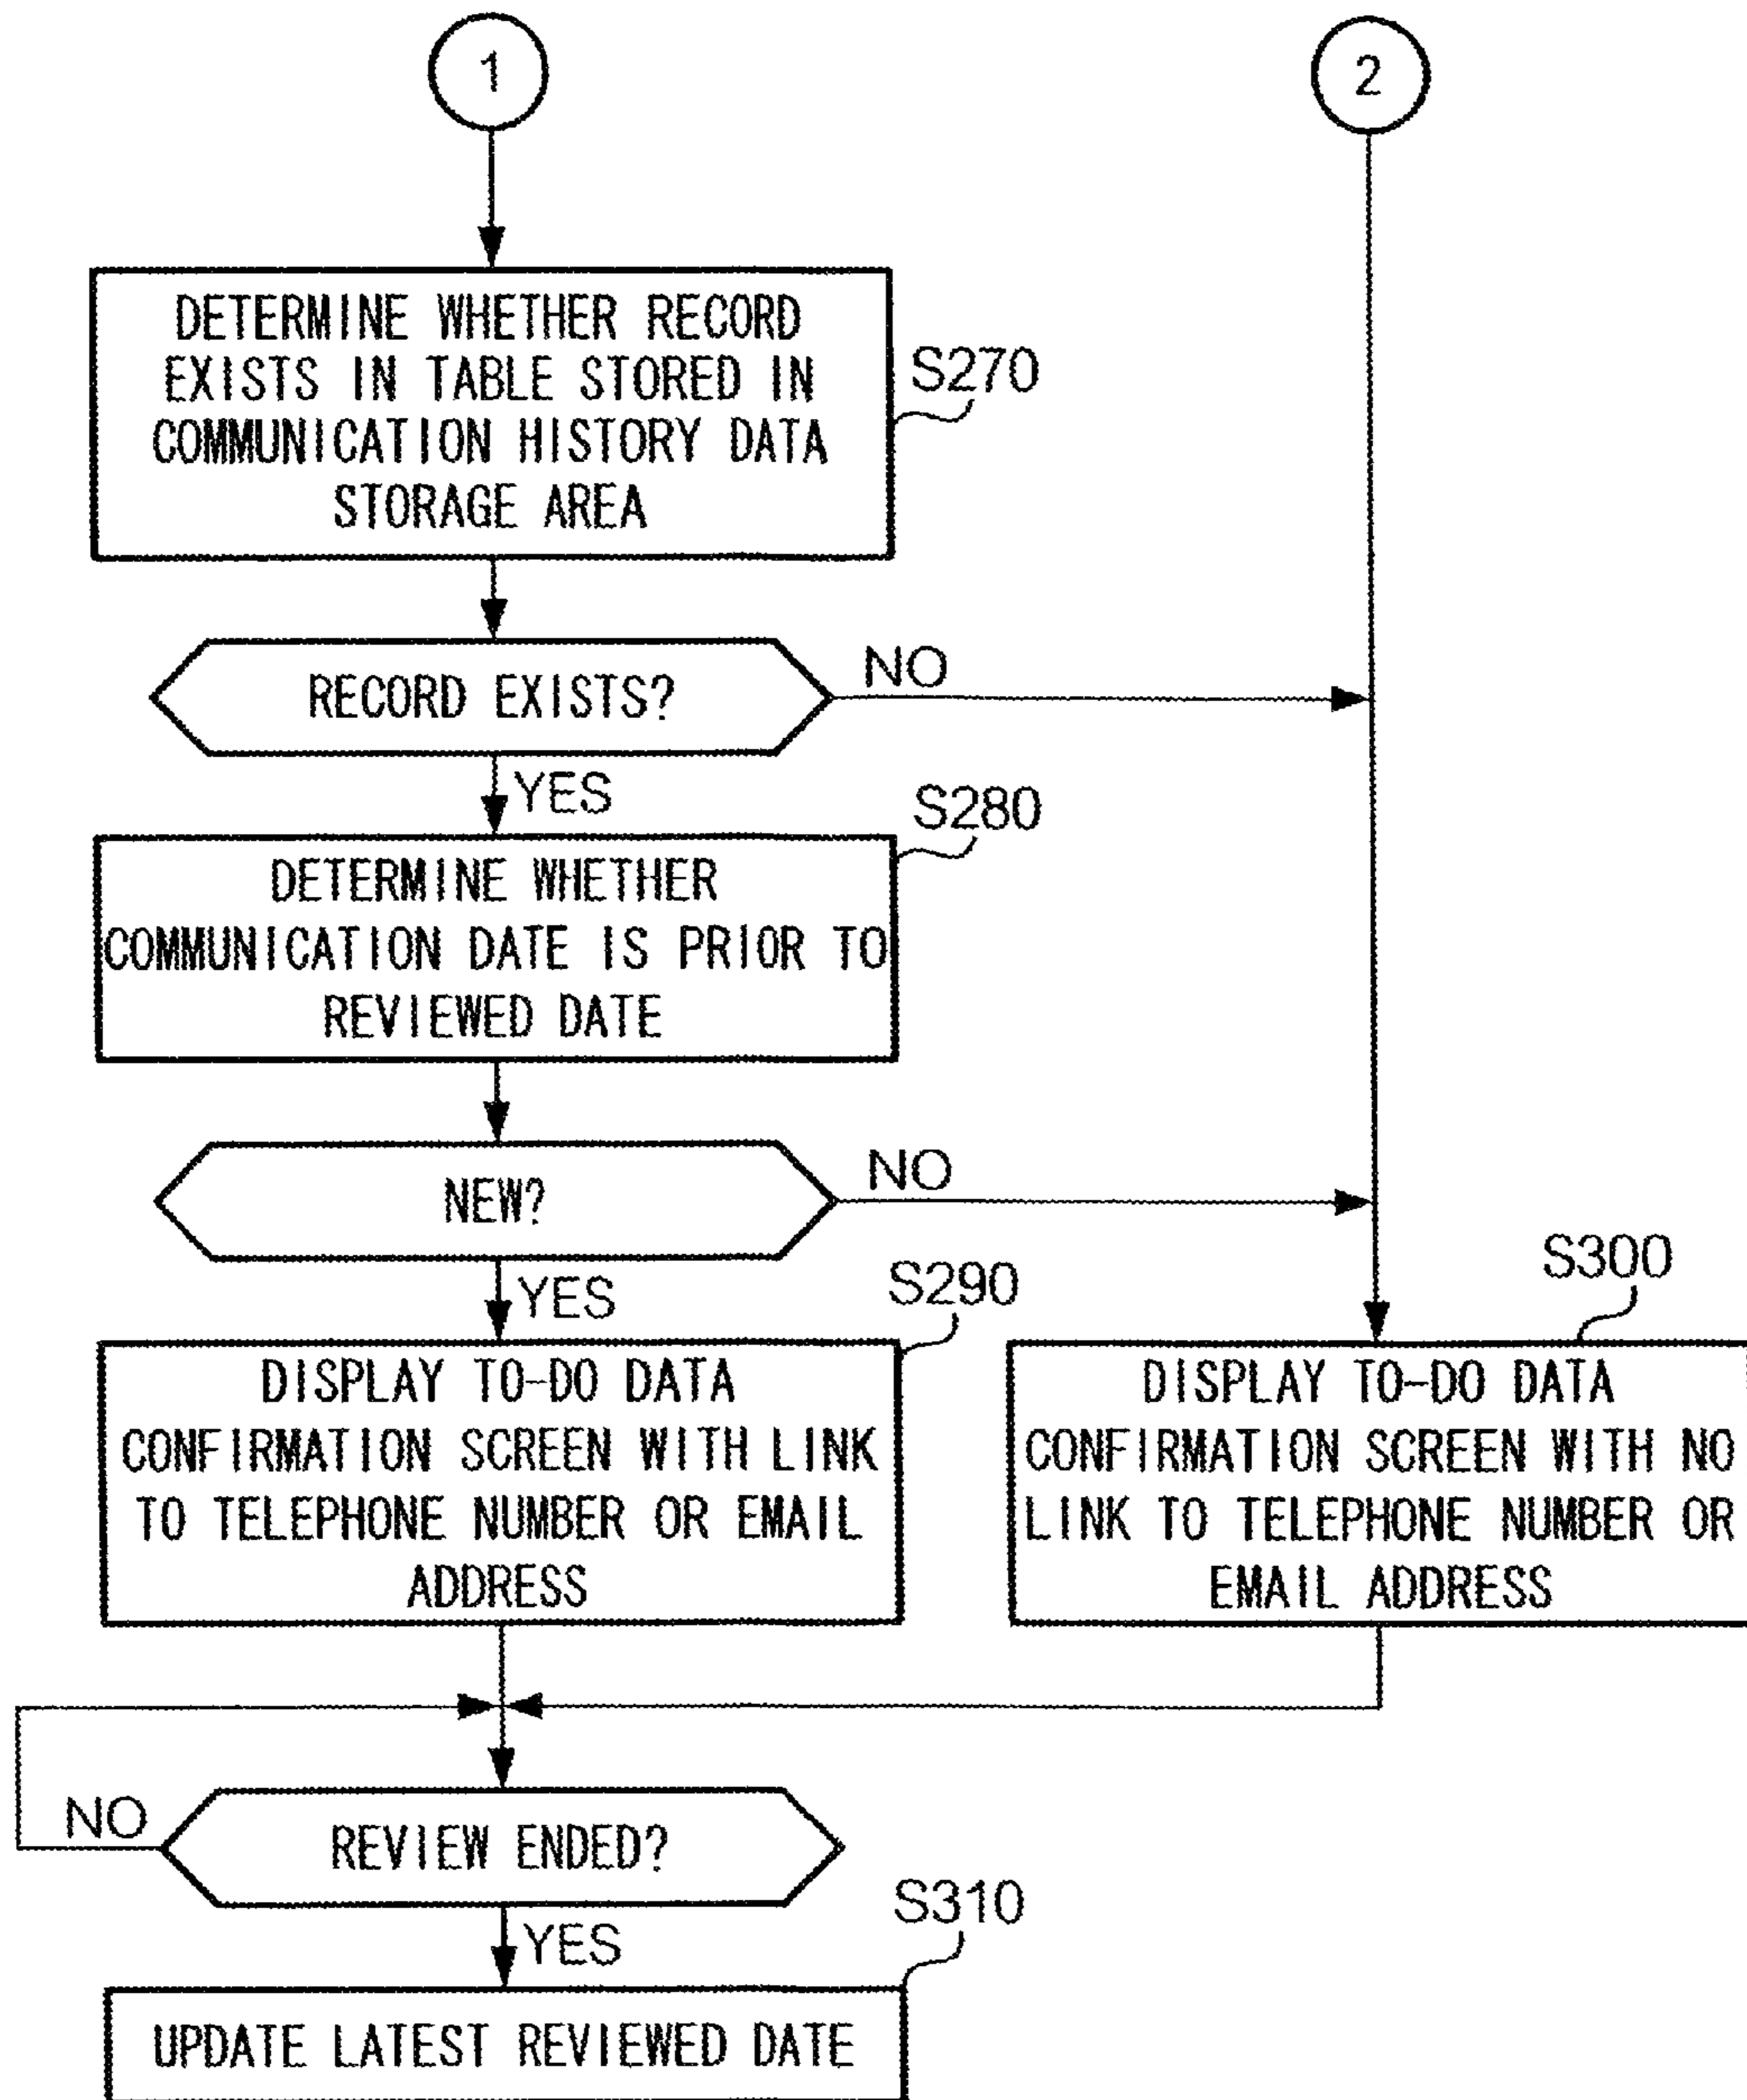 1
2
DETERMINE WHETHER RECORD
EXISTS IN TABLE STORED IN
COMMUNICATION HISTORY DATA
STORAGE AREA
S270
RECORD EXISTS?
NO
YES
S280
DETERMINE WHETHER
COMMUNICATION DATE IS PRIOR TO
REVIEWED DATE
NEW?
NO
YES
S290
S300
DISPLAY TO-DO DATA
CONFIRMATION SCREEN WITH LINK
TO TELEPHONE NUMBER OR EMAIL
ADDRESS
DISPLAY TO-DO DATA
CONFIRMATION SCREEN WITH NO
LINK TO TELEPHONE NUMBER OR
EMAIL ADDRESS
NO
REVIEW ENDED?
YES
S310
UPDATE LATEST REVIEWED DATE